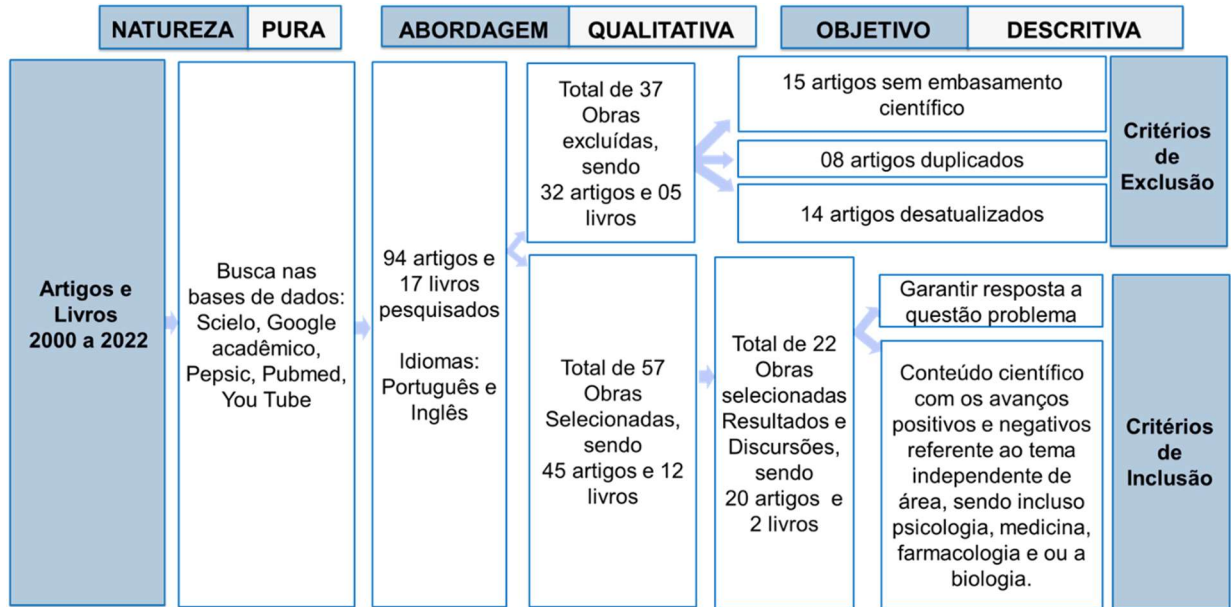 NATUREZA PURA
ABORDAGEM QUALITATIVA
OBJETIVO DESCRITIVA
Artigos e
Livros
2000 a 2022
Busca nas
bases de dados:
Scielo, Google
acadêmico,
Pepsic, Pubmed,
You Tube
94 artigos e
17 livros
pesquisados
Idiomas:
Português e
Inglês
Total de 37
Obras
excluídas,
sendo
32 artigos e 05
livros
15 artigos sem embasamento
científico
08 artigos duplicados
14 artigos desatualizados
Critérios
de
Exclusão
Total de 57
Obras
Selecionadas,
sendo
45 artigos e 12
livros
Total de 22
Obras
selecionadas
Resultados e
Discursões,
sendo
20 artigos e
2 livros
Garantir resposta a
questão problema
Conteúdo científico
com os avanços
positivos e negativos
referente ao tema
independente de
área, sendo incluso
psicologia, medicina,
farmacologia e ou a
biologia.
Critérios
de
Inclusão